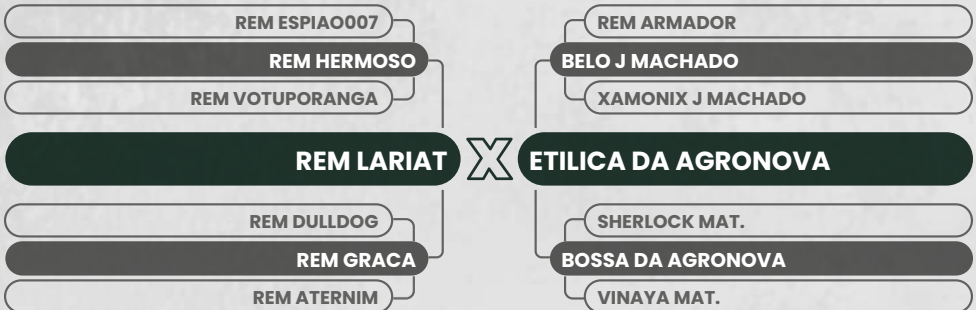 REM ESPIAO007
REM HERMOSO
REM VOTUPORANGA
REM LARIAT
REM DULLDOG
REM GRACA
REM ATERNIM
X
REM ARMADOR
BELO J MACHADO
XAMONIX J MACHADO
ETILICA DA AGRONOVA
SHERLOCK MAT.
BOSSA DA AGRONOVA
VINAYA MAT.